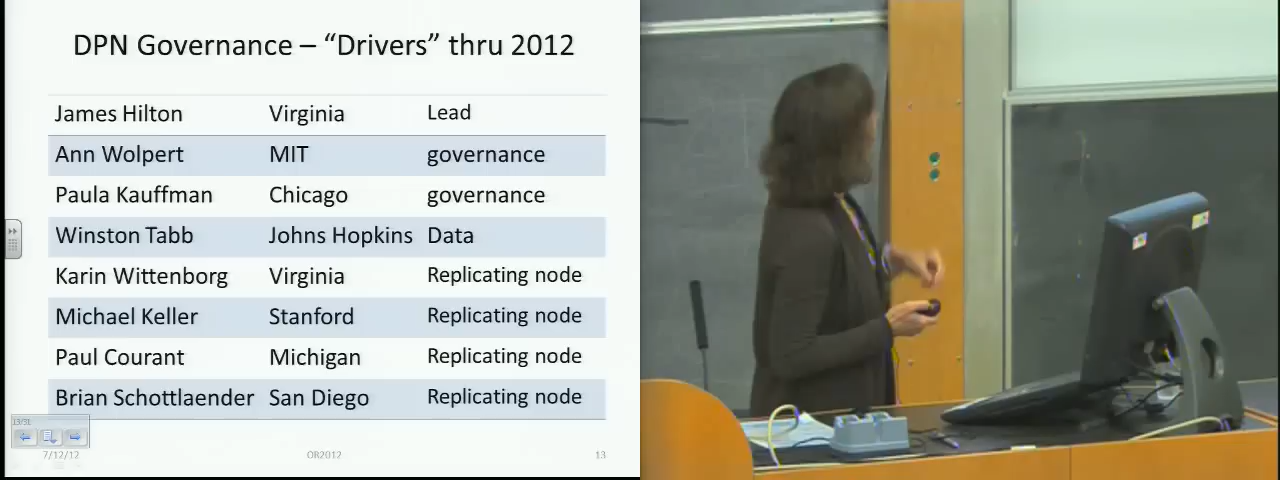 DPN Governance – “Drivers” thru 2012
James Hilton Virginia Lead
Ann Wolpert MIT governance
Paula Kauffman Chicago governance
Winston Tabb Johns Hopkins Data
Karin Wittenborg Virginia Replicating node
Michael Keller Stanford Replicating node
Paul Courant Michigan Replicating node
Brian Schottlaender San Diego Replicating node
13/31
7/12/12 OR2012 13